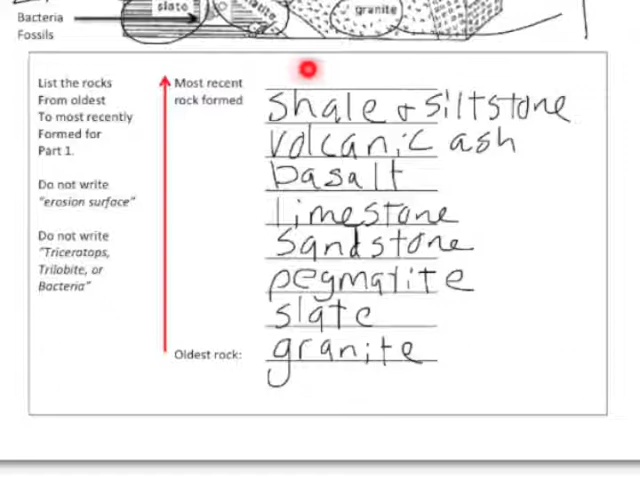 slate
granite
Bacteria
Fossils
List the rocks
From oldest
To most recently
Formed for
Part 1.
Do not write
"erosion surface"
Do not write
"Triceratops,
Trilobite, or
Bacteria"
Most recent
rock formed
Oldest rock:
shale & siltstone
volcanic ash
basalt
limestone
sandstone
pegmatite
slate
granite